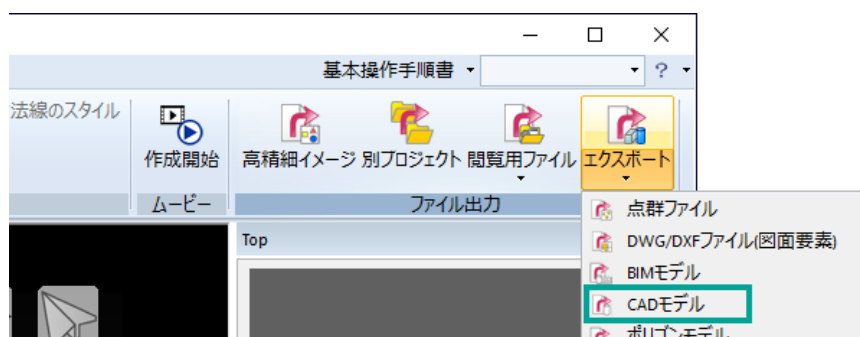 基本操作手順書
?
法線のスタイル
作成開始
高精細イメージ 別プロジェクト 閲覧用ファイル エクスポート
ムービー
ファイル出力
Top
点群ファイル
DWG/DXFファイル(図面要素)
BIMモデル
CADモデル
ポリゴンモデル